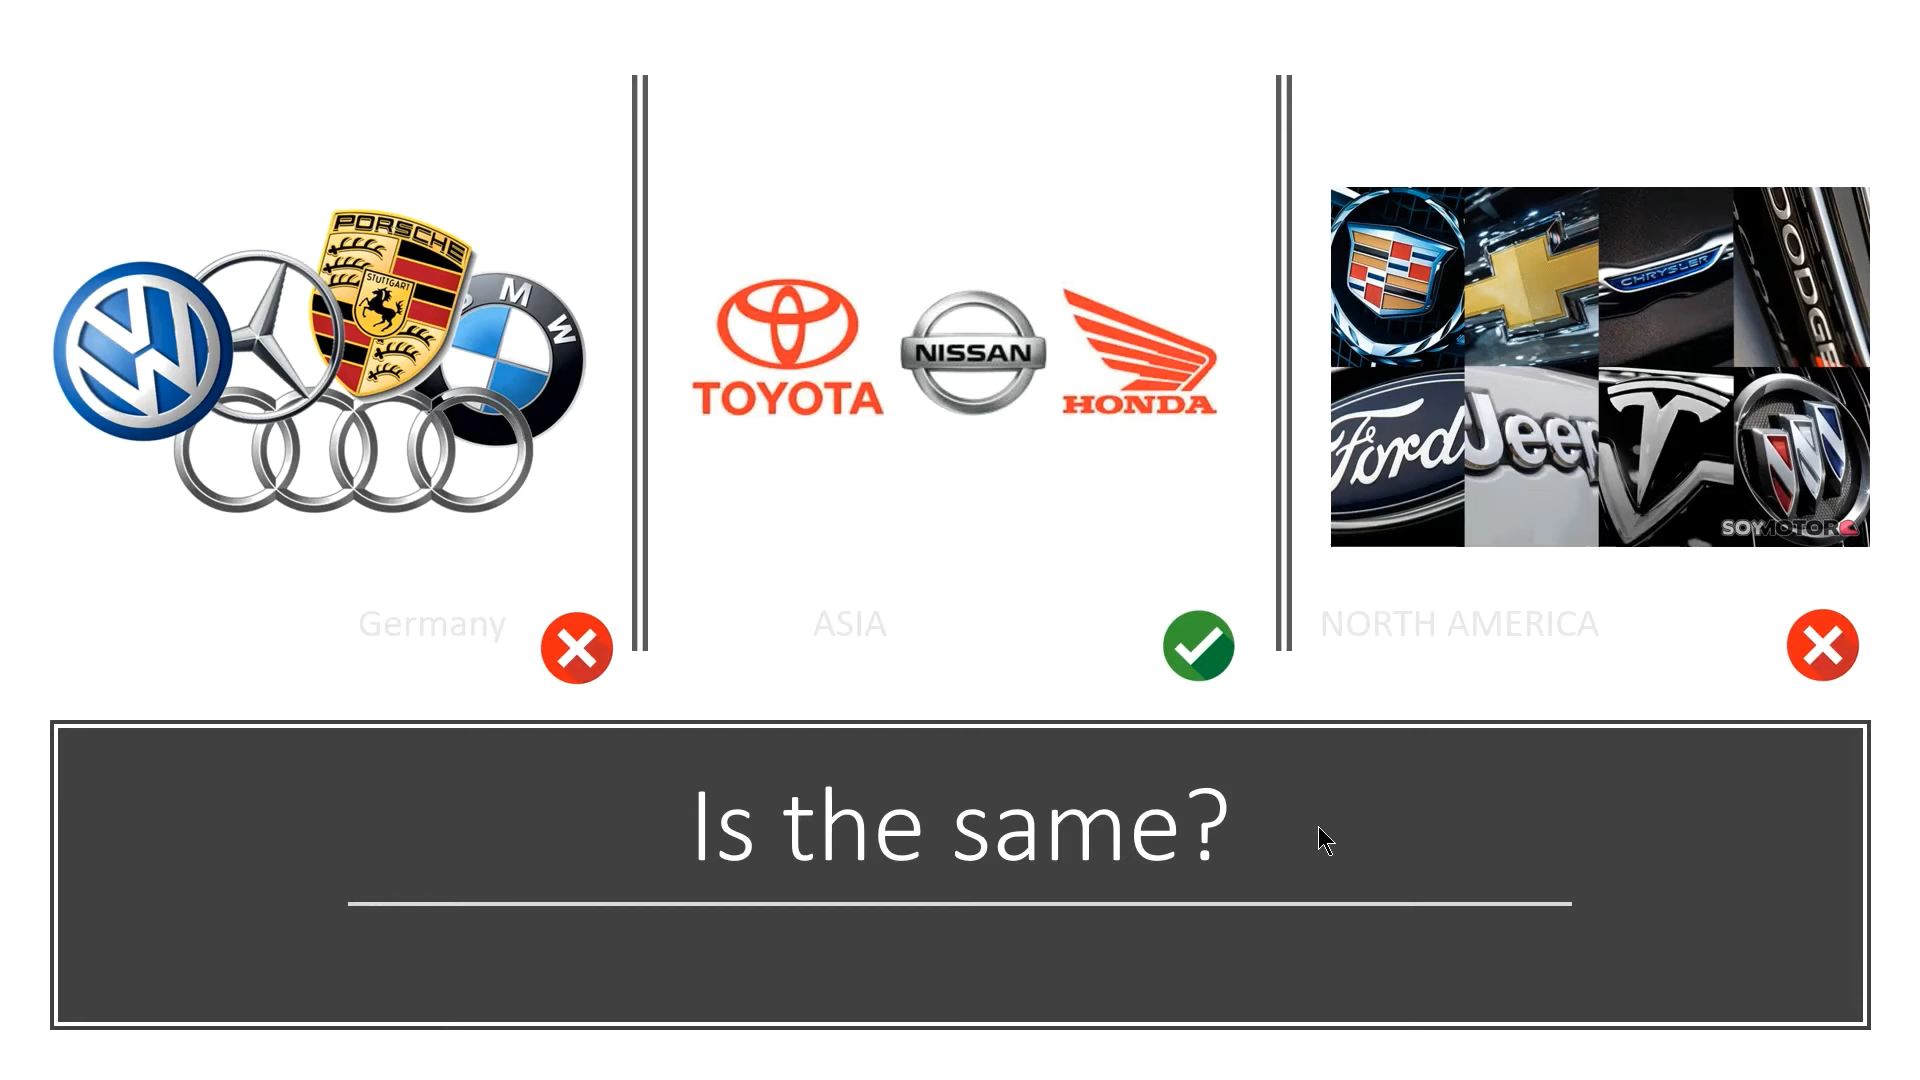 PORSCHE
STUTTGART
M W
TOYOTA
NISSAN
HONDA
CHRYSLER
DODGE
Ford
Jeep
SOYMOTOR
Germany
ASIA
NORTH AMERICA
Is the same?